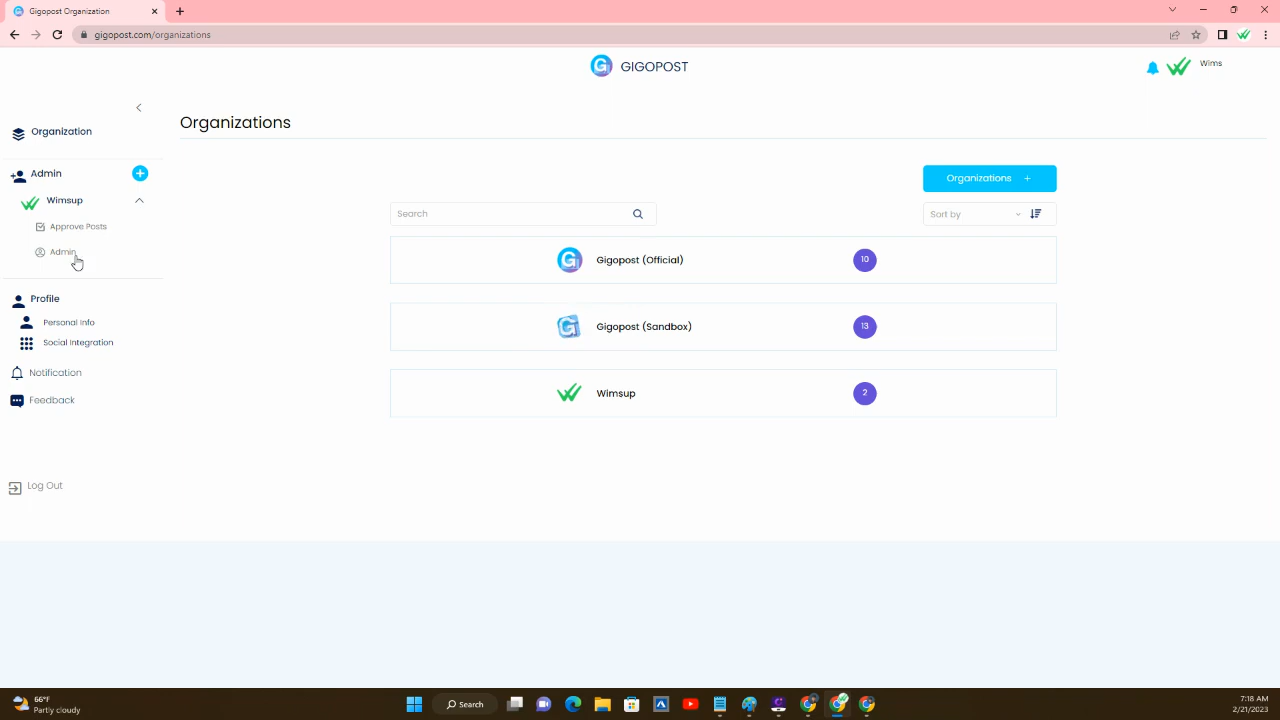 Gigopost Organization
gigopost.com/organizations
GIGOPOST
Wims
Organization
Admin
Wimsup
Approve Posts
Admin
Profile
Personal Info
Social Integration
Notification
Feedback
Log Out
Organizations
Organizations +
Search
Sort by
Gigopost (Official) 10
Gigopost (Sandbox) 13
Wimsup 2
66°F
Partly cloudy
Search
7:18 AM
2/21/2023